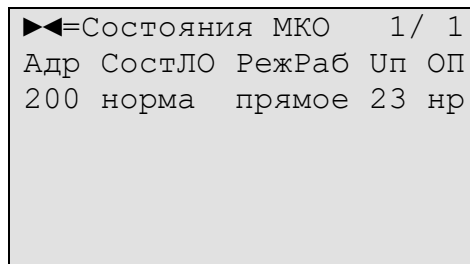 ►◄=Состояния МКО 1/ 1
Адр СостЛО РежРаб Uп ОП
200 норма прямое 23 нр